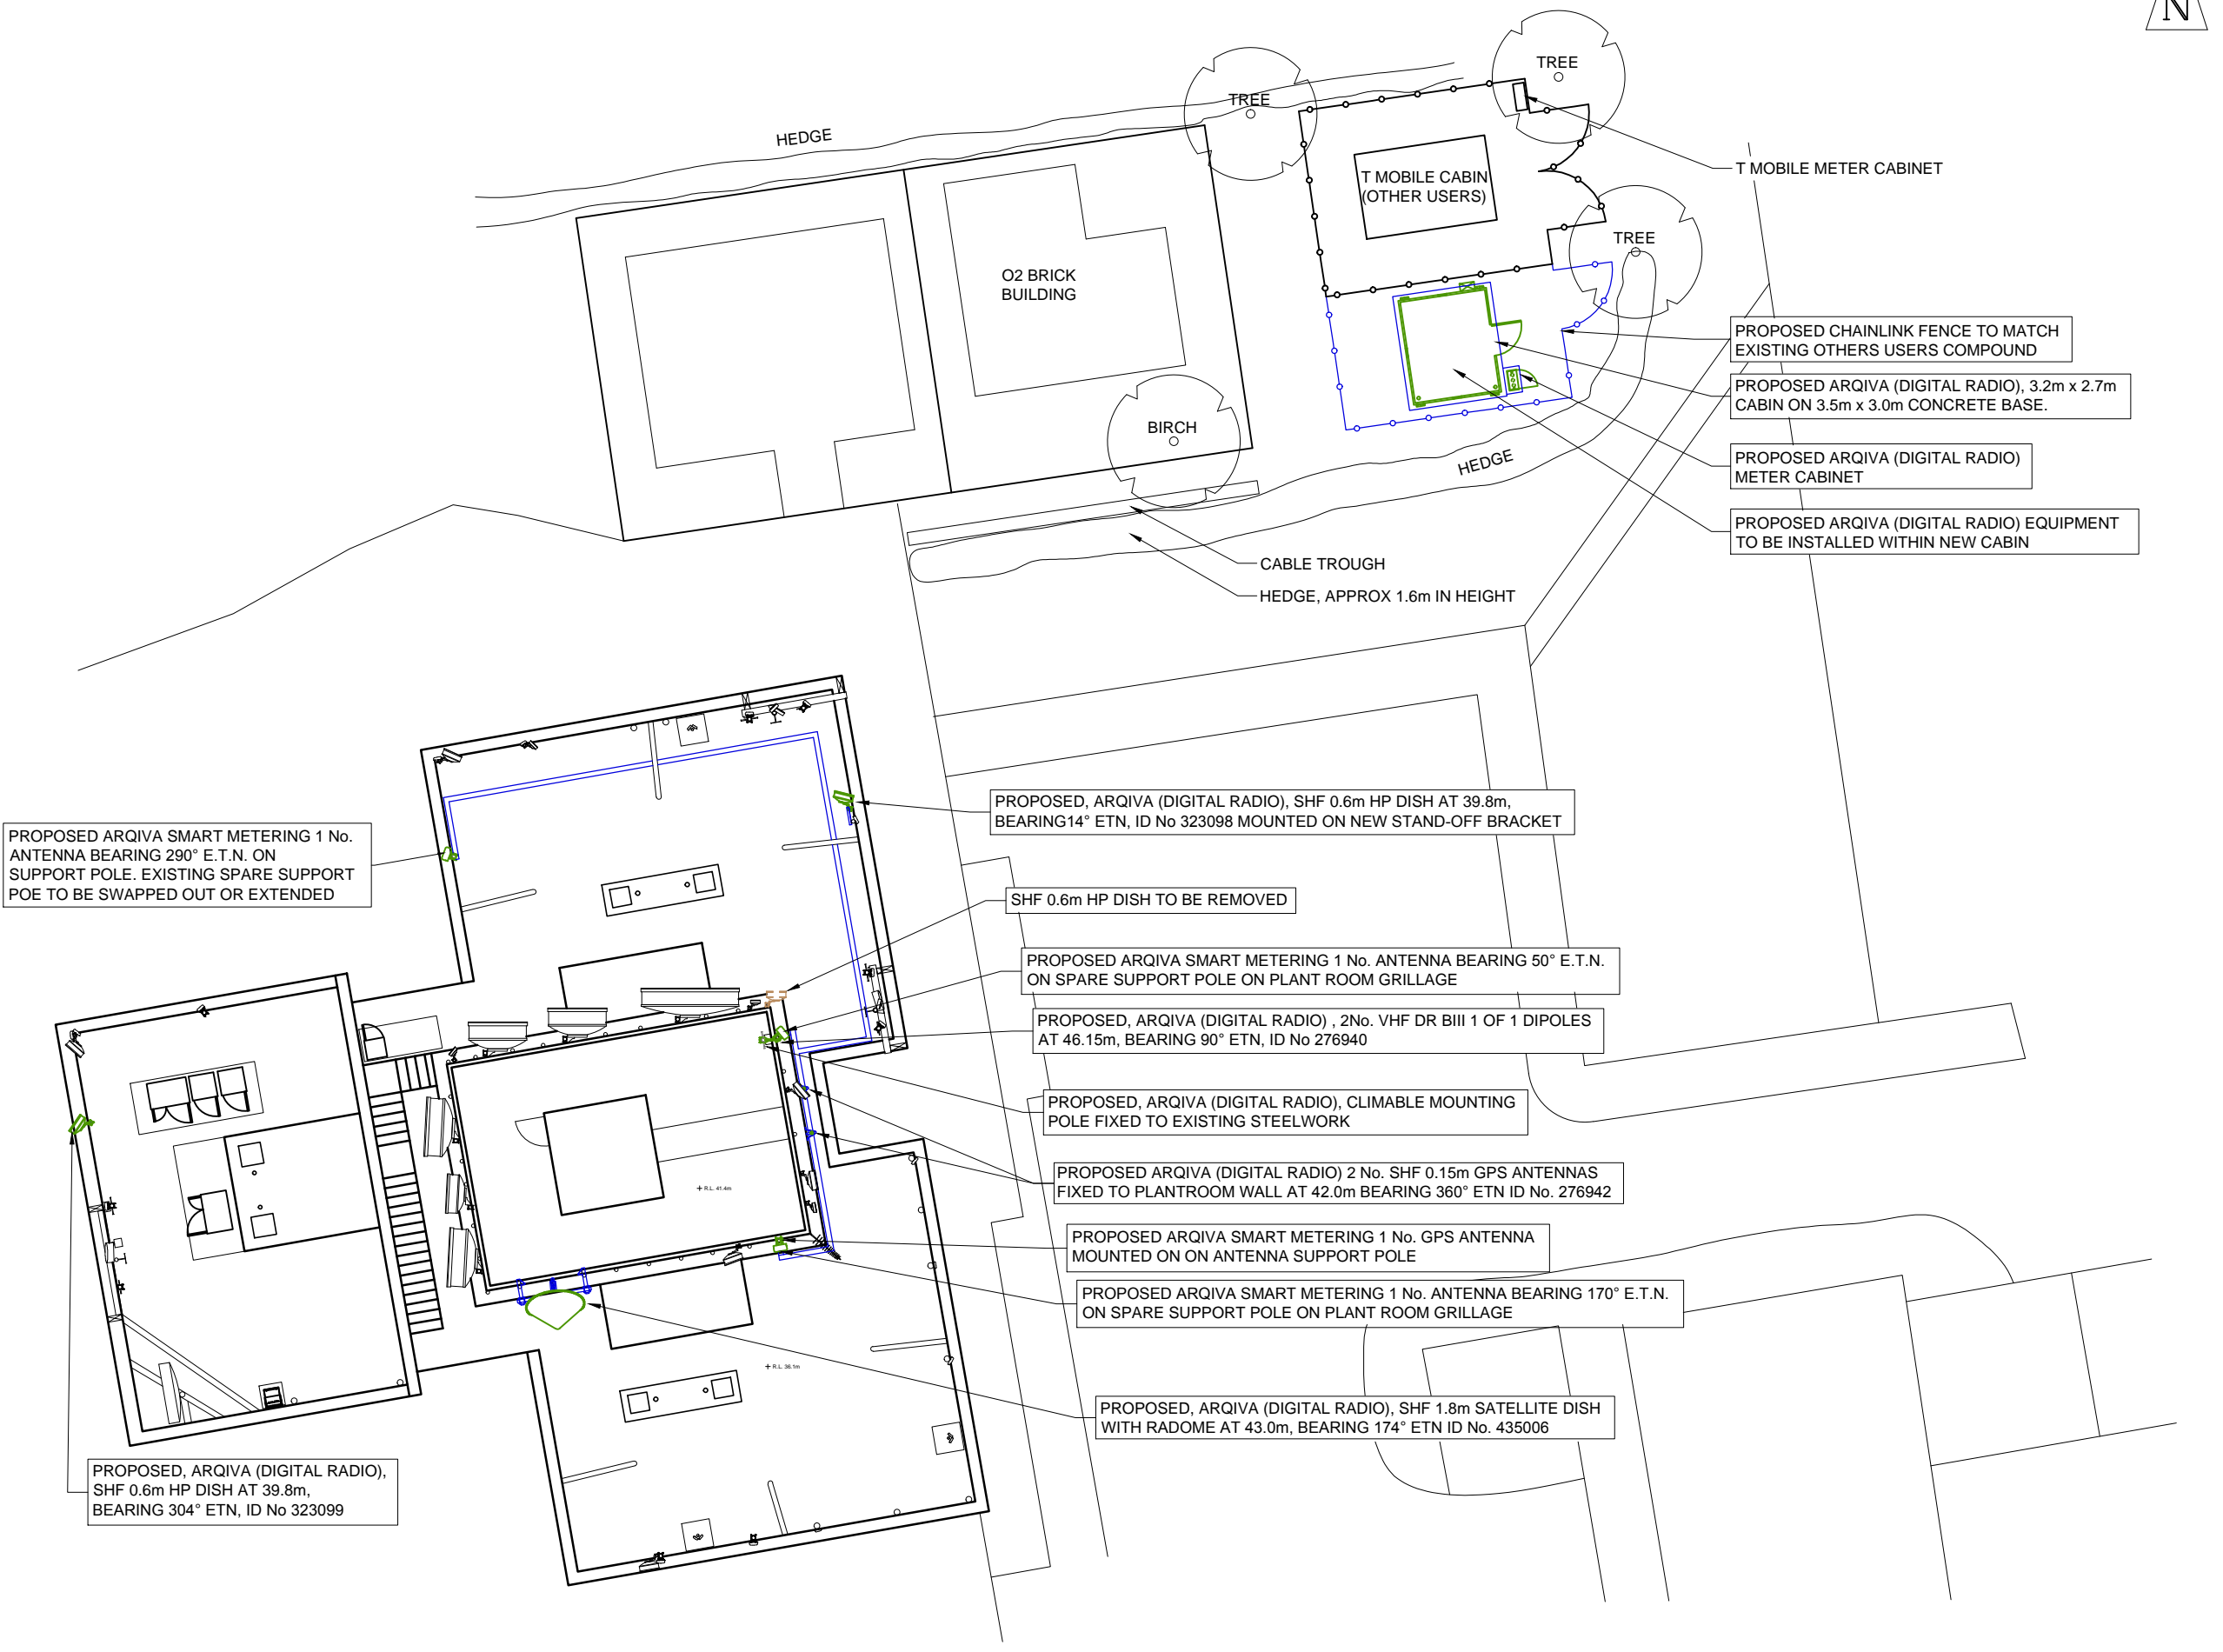 N
TREE
TREE
HEDGE
T MOBILE METER CABINET
T MOBILE CABIN
(OTHER USERS)
TREE
O2 BRICK
BUILDING
PROPOSED CHAINLINK FENCE TO MATCH
EXISTING OTHERS USERS COMPOUND
PROPOSED ARQIVA (DIGITAL RADIO), 3.2m x 2.7m
CABIN ON 3.5m x 3.0m CONCRETE BASE.
BIRCH
HEDGE
PROPOSED ARQIVA (DIGITAL RADIO)
METER CABINET
PROPOSED ARQIVA (DIGITAL RADIO) EQUIPMENT
TO BE INSTALLED WITHIN NEW CABIN
CABLE TROUGH
HEDGE, APPROX 1.6m IN HEIGHT
PROPOSED, ARQIVA (DIGITAL RADIO), SHF 0.6m HP DISH AT 39.8m,
BEARING14° ETN, ID No 323098 MOUNTED ON NEW STAND-OFF BRACKET
PROPOSED ARQIVA SMART METERING 1 No.
ANTENNA BEARING 290° E.T.N. ON
SUPPORT POLE. EXISTING SPARE SUPPORT
POE TO BE SWAPPED OUT OR EXTENDED
SHF 0.6m HP DISH TO BE REMOVED
PROPOSED ARQIVA SMART METERING 1 No. ANTENNA BEARING 50° E.T.N.
ON SPARE SUPPORT POLE ON PLANT ROOM GRILLAGE
PROPOSED, ARQIVA (DIGITAL RADIO) , 2No. VHF DR BIII 1 OF 1 DIPOLES
AT 46.15m, BEARING 90° ETN, ID No 276940
PROPOSED, ARQIVA (DIGITAL RADIO), CLIMABLE MOUNTING
POLE FIXED TO EXISTING STEELWORK
PROPOSED ARQIVA (DIGITAL RADIO) 2 No. SHF 0.15m GPS ANTENNAS
FIXED TO PLANTROOM WALL AT 42.0m BEARING 360° ETN ID No. 276942
R.L. 41.4m
PROPOSED ARQIVA SMART METERING 1 No. GPS ANTENNA
MOUNTED ON ON ANTENNA SUPPORT POLE
PROPOSED ARQIVA SMART METERING 1 No. ANTENNA BEARING 170° E.T.N.
ON SPARE SUPPORT POLE ON PLANT ROOM GRILLAGE
R.L. 36.1m
PROPOSED, ARQIVA (DIGITAL RADIO), SHF 1.8m SATELLITE DISH
WITH RADOME AT 43.0m, BEARING 174° ETN ID No. 435006
PROPOSED, ARQIVA (DIGITAL RADIO),
SHF 0.6m HP DISH AT 39.8m,
BEARING 304° ETN, ID No 323099